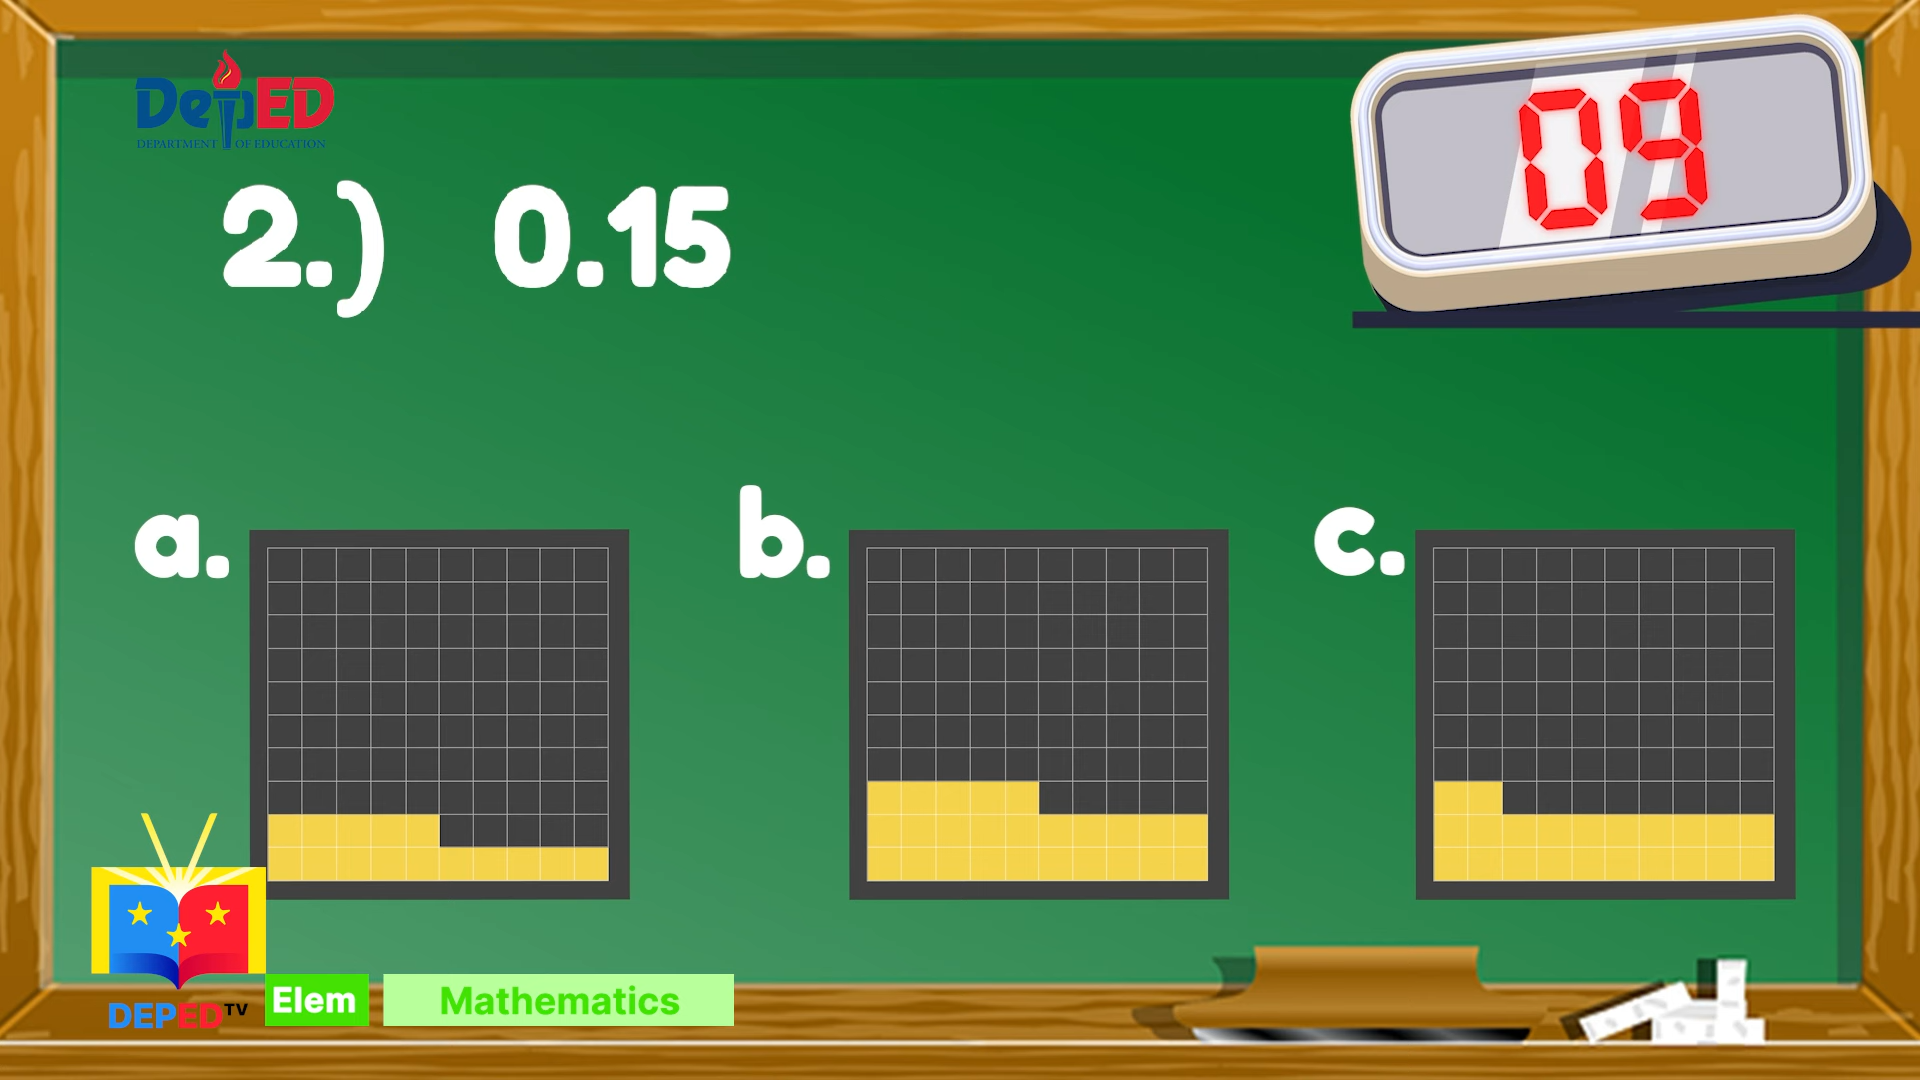 DepED
DEPARTMENT OF EDUCATION
09
2.) 0.15
a.
b.
c.
DEPED TV
Elem
Mathematics